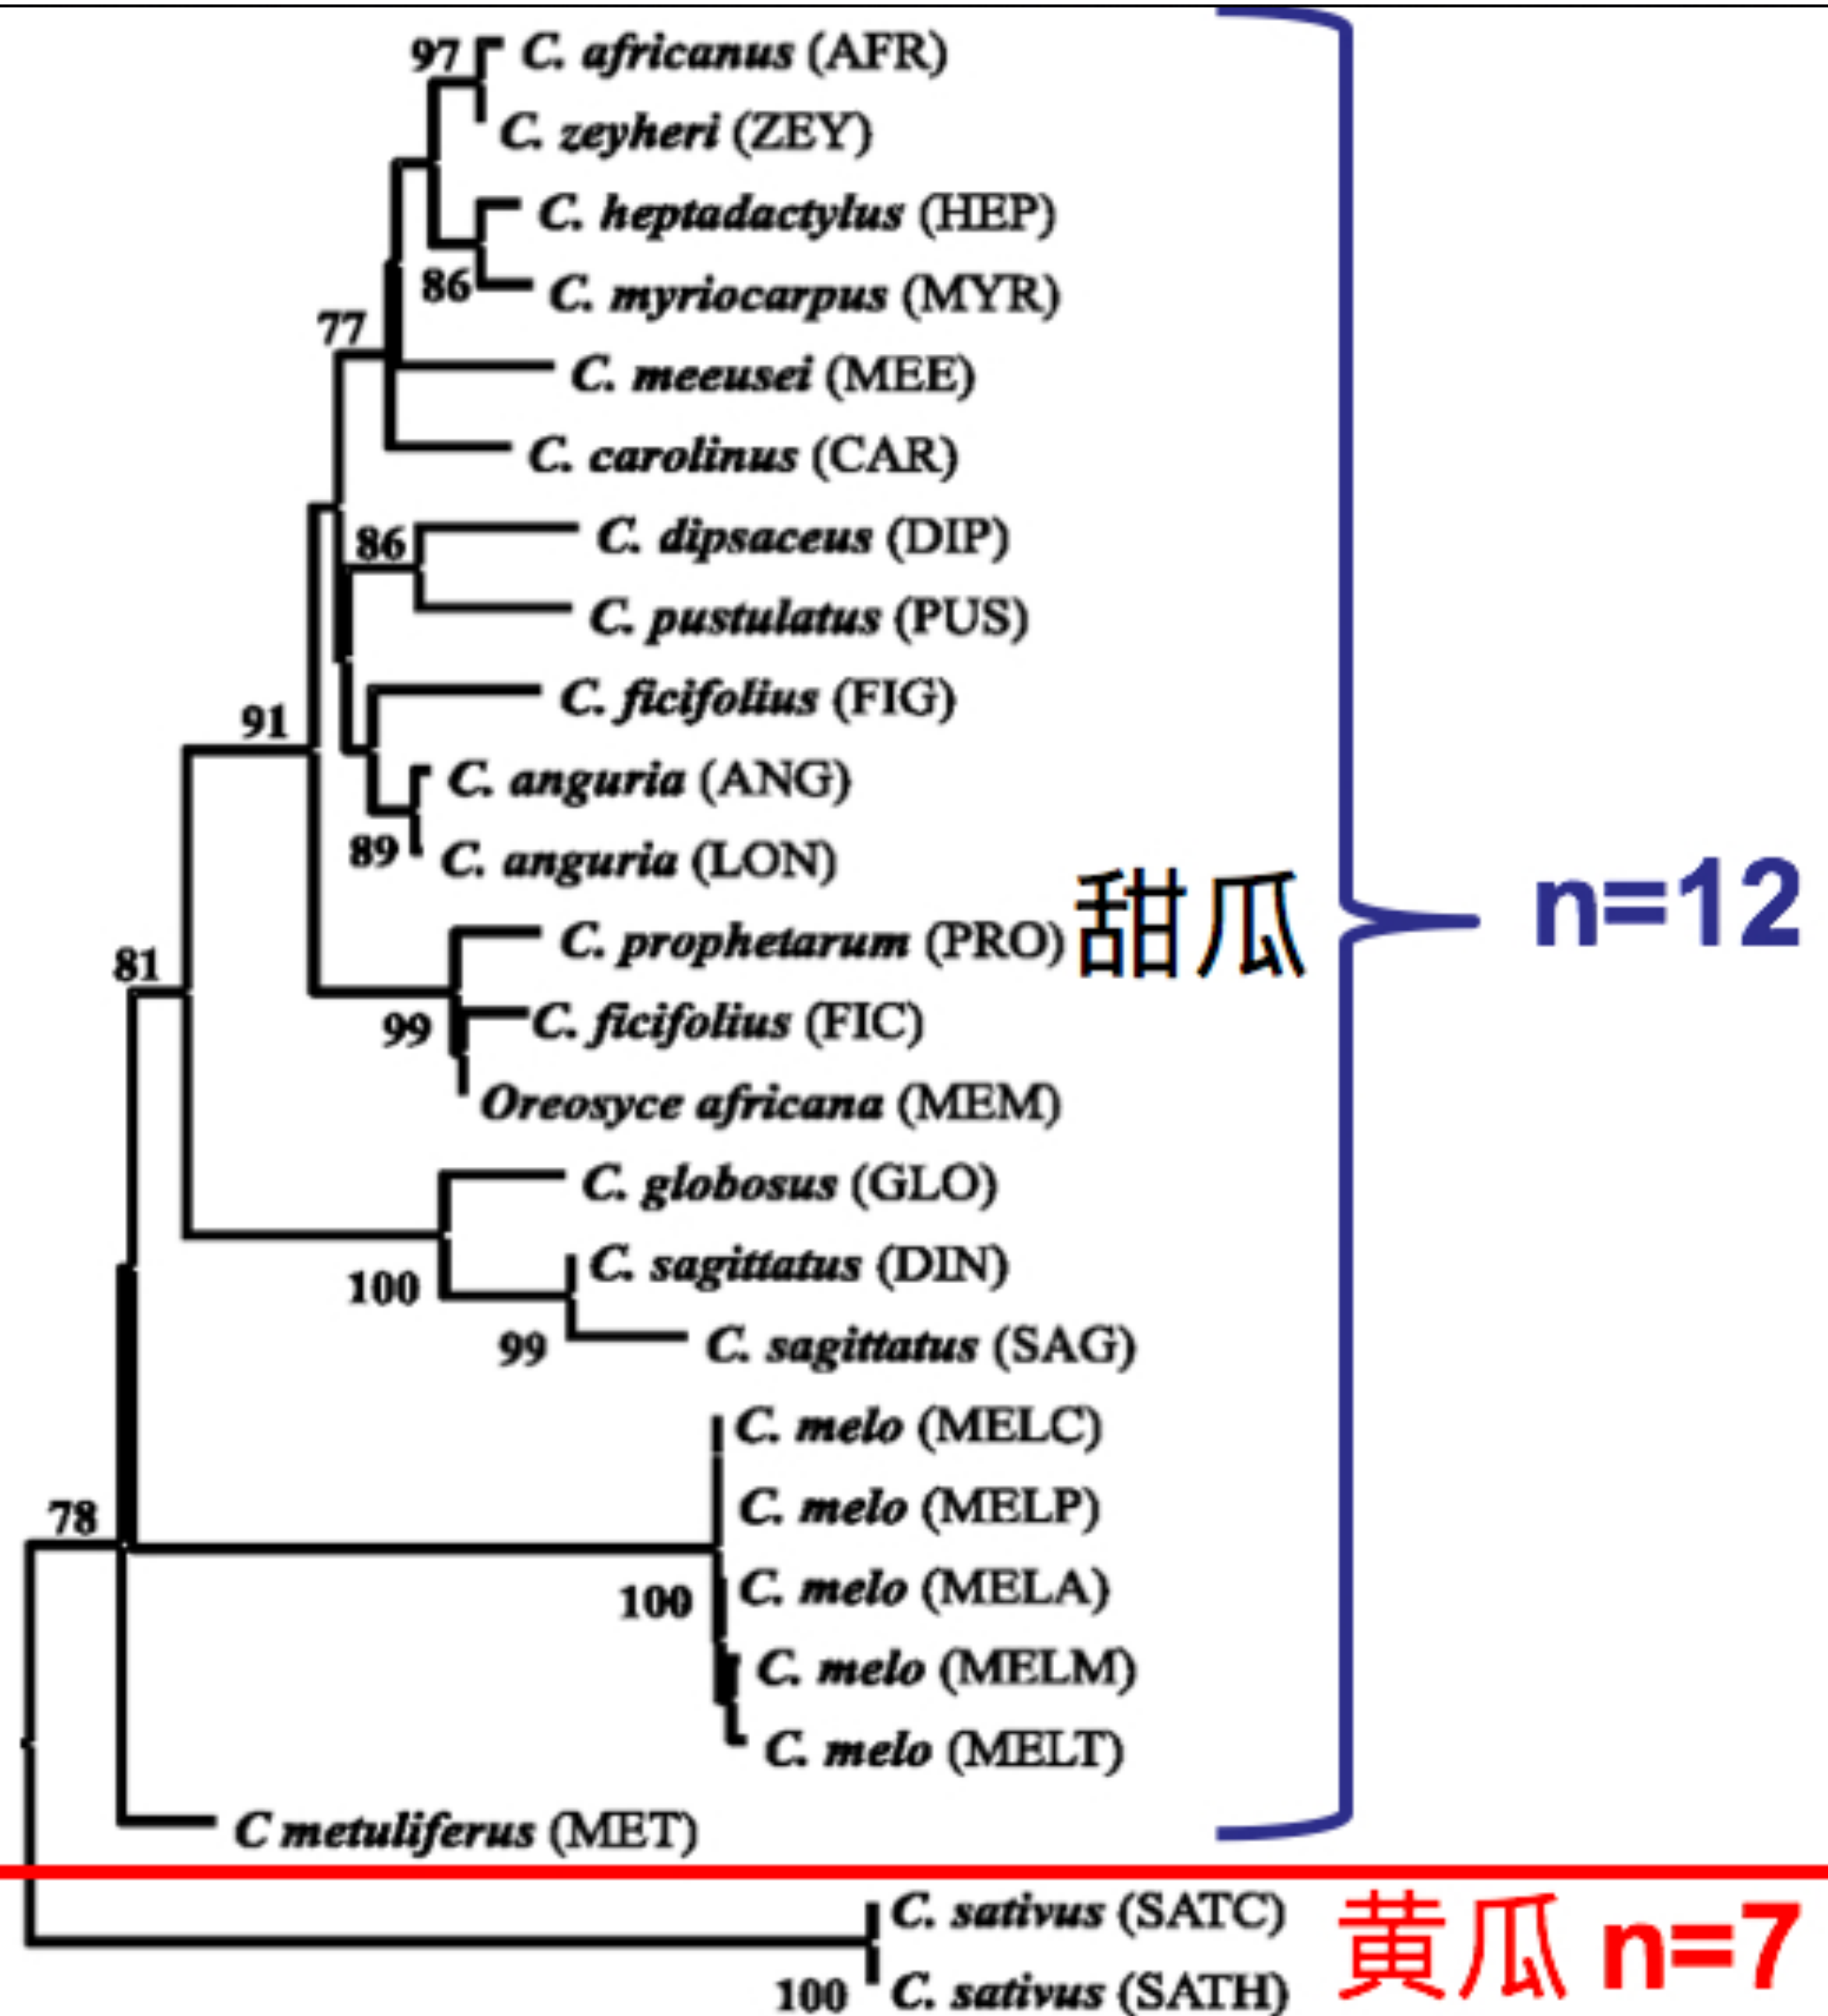 97 C. africanus (AFR)
C. zeyheri (ZEY)
C. heptadactylus (HEP)
86 C. myriocarpus (MYR)
77
C. meeusei (MEE)
C. carolinus (CAR)
86 C. dipsaceus (DIP)
C. pustulatus (PUS)
C. ficifolius (FIG)
91
C. anguria (ANG)
89 C. anguria (LON)
C. prophetarum (PRO) 甜瓜 n=12
81
99 C. ficifolius (FIC)
Oreosyce africana (MEM)
C. globosus (GLO)
C. sagittatus (DIN)
100
99 C. sagittatus (SAG)
C. melo (MELC)
C. melo (MELP)
78
C. melo (MELA)
100
C. melo (MELM)
C. melo (MELT)
C metuliferus (MET)
C. sativus (SATC)
黄瓜 n=7
100 C. sativus (SATH)